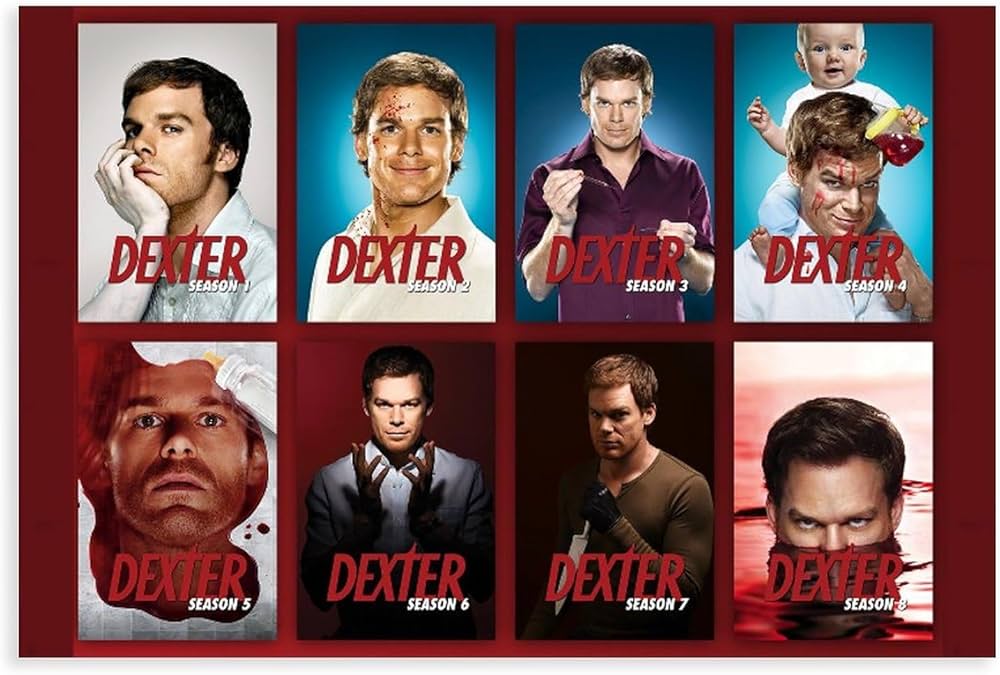 DEXTER
SEASON 1
DEXTER
SEASON 2
DEXTER
SEASON 3
DEXTER
SEASON 4
DEXTER
SEASON 5
DEXTER
SEASON 6
DEXTER
SEASON 7
DEXTER
SEASON 8